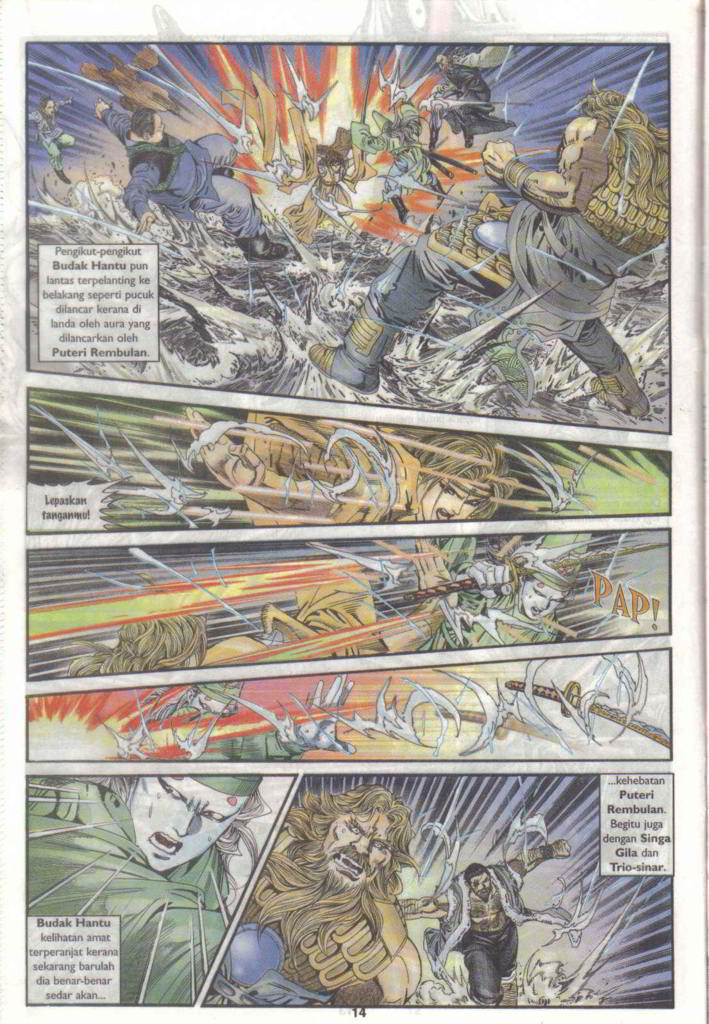 Pengikut-pengikut
Budak Hantu pun
lantas terpelanting ke
belakang seperti pucuk
dilancar kerana di
landa oleh aura yang
dilancarkan oleh
Puteri Rembulan.
Lepaskan
tanganmu!
PAP!
Budak Hantu
kelihatan amat
terperanjat kerana
sekarang barulah
dia benar-benar
sedar akan...
...kehebatan
Puteri
Rembulan.
Begitu juga
dengan Singa
Gila dan
Trio-sinar.
14